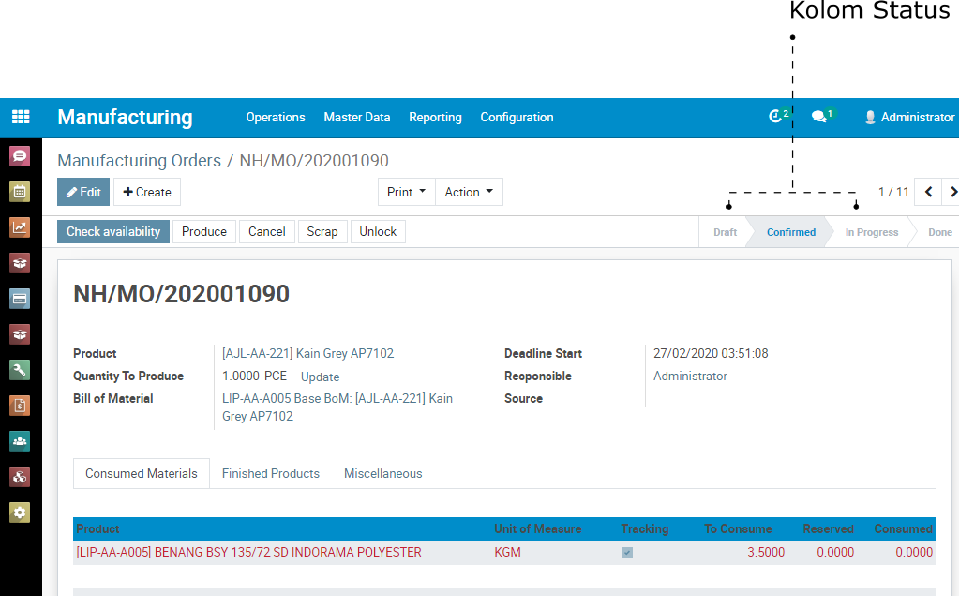 Kolom Status
Manufacturing Operations Master Data Reporting Configuration 2 1 Administrator
Manufacturing Orders / NH/MO/202001090
Edit + Create Print Action 1 / 11
Check availability Produce Cancel Scrap Unlock Draft Confirmed In Progress Done
NH/MO/202001090
Product [AJL-AA-221] Kain Grey AP7102 Deadline Start 27/02/2020 03:51:08
Quantity To Produce 1.0000 PCE Update Responsible Administrator
Bill of Material LIP-AA-A005 Base BoM: [AJL-AA-221] Kain Source
Grey AP7102
Consumed Materials Finished Products Miscellaneous
Product Unit of Measure Tracking To Consume Reserved Consumed
[LIP-AA-A005] BENANG BSY 135/72 SD INDORAMA POLYESTER KGM 3.5000 0.0000 0.0000